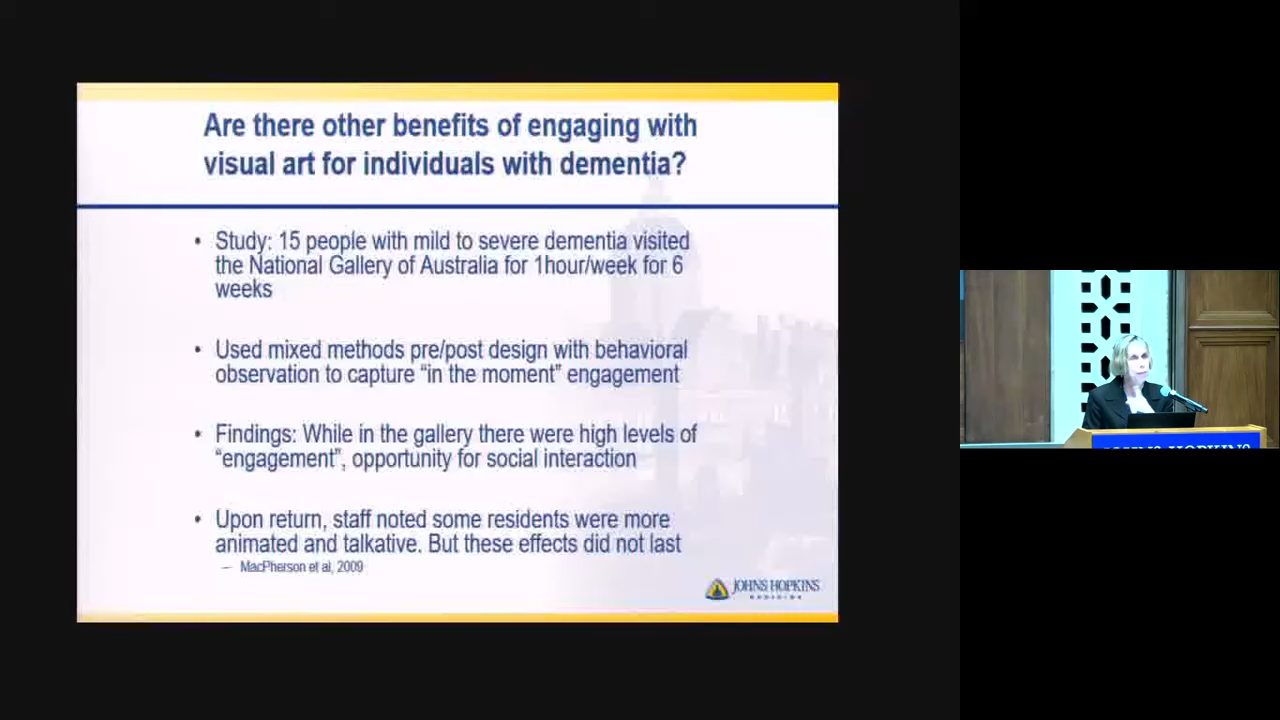 Are there other benefits of engaging with
visual art for individuals with dementia?
• Study: 15 people with mild to severe dementia visited
the National Gallery of Australia for 1hour/week for 6
weeks
• Used mixed methods pre/post design with behavioral
observation to capture “in the moment” engagement
• Findings: While in the gallery there were high levels of
“engagement”, opportunity for social interaction
• Upon return, staff noted some residents were more
animated and talkative. But these effects did not last
– MacPherson et al, 2009
JOHNS HOPKINS
MEDICINE
JOHNS HOPKINS